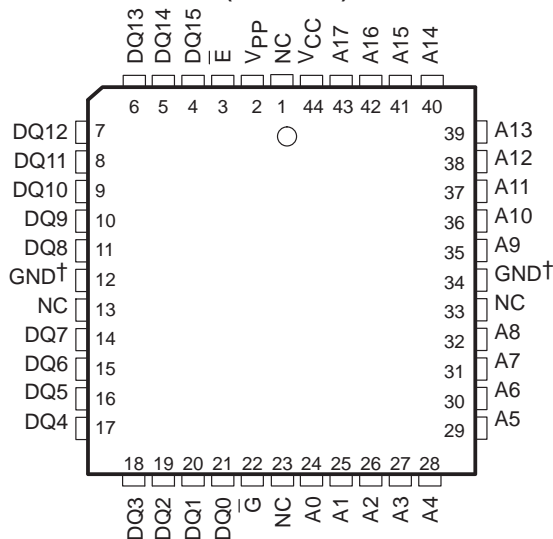 DQ13 DQ14 DQ15 E̅ VPP NC VCC A17 A16 A15 A14
6 5 4 3 2 1 44 43 42 41 40
DQ12 7 39 A13
DQ11 8 38 A12
DQ10 9 37 A11
DQ9 10 36 A10
DQ8 11 35 A9
GND† 12 34 GND†
NC 13 33 NC
DQ7 14 32 A8
DQ6 15 31 A7
DQ5 16 30 A6
DQ4 17 29 A5
18 19 20 21 22 23 24 25 26 27 28
DQ3 DQ2 DQ1 DQ0 G̅ NC A0 A1 A2 A3 A4